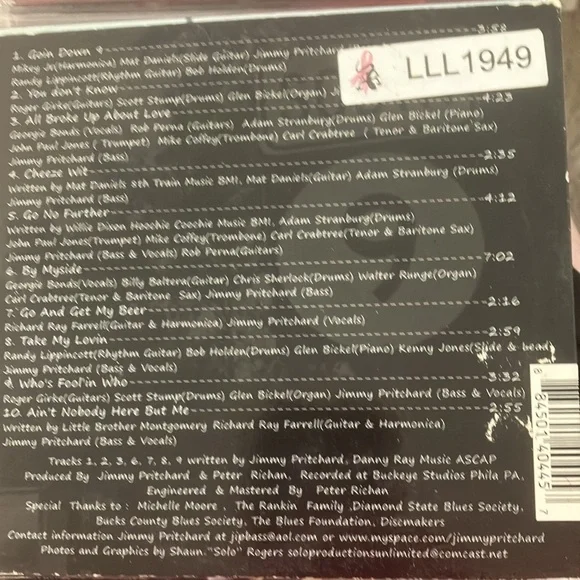 1. Goin Down 9 3:58
Mikey Jr(Harmonica) Mat Daniels(Slide Guitar) Jimmy Pritchard
Randy Lippincott(Rhythm Guitar) Bob Holden(Drums)
LLL1949
2. You don't Know
Roger Girke(Guitars) Scott Stump(Drums) Glen Bickel(Organ)
3. All Broke Up About Love 4:23
Georgie Bonds (Vocals) Rob Perna (Guitars) Adam Stranburg(Drums) Glen Bickel (Piano)
John Paul Jones ( Trumpet) Mike Coffey(Trombone) Carl Crabtree ( Tenor & Baritone Sax)
Jimmy Pritchard (Bass)
4. Cheeze Wit 2:35
Written by Mat Daniels 8th Train Music BMI, Mat Daniels(Guitar) Adam Stranburg (Drums)
Jimmy Pritchard (Bass)
5. Go No Further 4:12
Written by Willie Dixon Hoochie Coochie Music BMI, Adam Stranburg(Drums)
John Paul Jones(Trumpet) Mike Coffey(Trombone) Carl Crabtree(Tenor & Baritone Sax)
Jimmy Pritchard (Bass & Vocals) Rob Perna(Guitars)
6. By Myside 7:02
Georgie Bonds(Vocals) Billy Baltera(Guitar) Chris Sherlock(Drums) Walter Runge(Organ)
Carl Crabtree(Tenor & Baritone Sax) Jimmy Pritchard (Bass)
7. Go And Get My Beer 2:16
Richard Ray Farrell(Guitar & Harmonica) Jimmy Pritchard (Vocals)
8. Take My Lovin 2:59
Randy Lippincott(Rhythm Guitar) Bob Holden(Drums) Glen Bickel(Piano) Kenny Jones(Slide & Lead)
Jimmy Pritchard (Bass & Vocals)
9. Who's Fool'in Who 3:32
Roger Girke(Guitars) Scott Stump(Drums) Glen Bickel(Organ) Jimmy Pritchard (Bass & Vocals)
10. Ain't Nobody Here But Me 2:55
Written by Little Brother Montgomery Richard Ray Farrell(Guitar & Harmonica)
Jimmy Pritchard (Bass & Vocals)
Tracks 1, 2, 3, 6, 7, 8, 9 written by Jimmy Pritchard, Danny Ray Music ASCAP
Produced By Jimmy Pritchard & Peter Richan, Recorded at Buckeye Studios Phila PA.
Engineered & Mastered By Peter Richan
Special Thanks to : Michelle Moore , The Rankin Family ,Diamond State Blues Society,
Bucks County Blues Society, The Blues Foundation, Discmakers
Contact information Jimmy Pritchard at jipbass@aol.com or www.myspace.com/jimmypritchard
Photos and Graphics by Shaun "Solo" Rogers soloproductionsunlimited@comcast.net
8 84501 40445 7
9